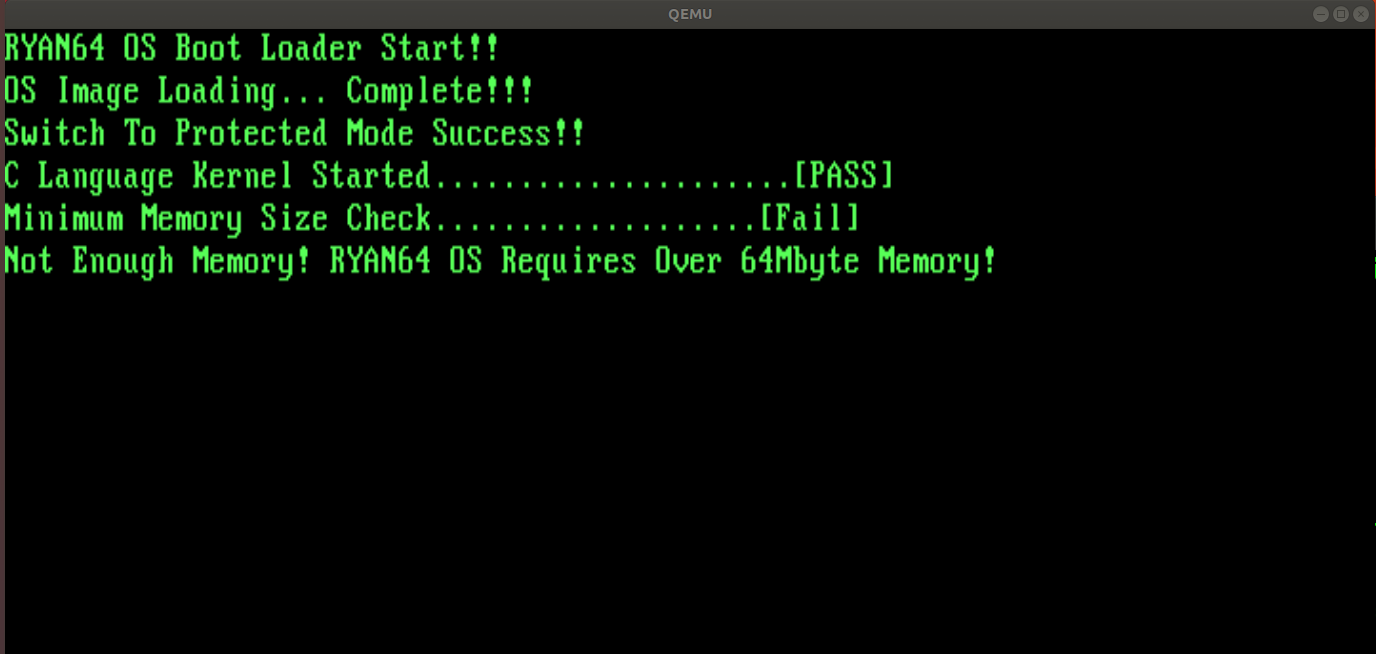 QEMU
RYAN64 OS Boot Loader Start!!
OS Image Loading... Complete!!!
Switch To Protected Mode Success!!
C Language Kernel Started.....................[PASS]
Minimum Memory Size Check...................[Fail]
Not Enough Memory! RYAN64 OS Requires Over 64Mbyte Memory!